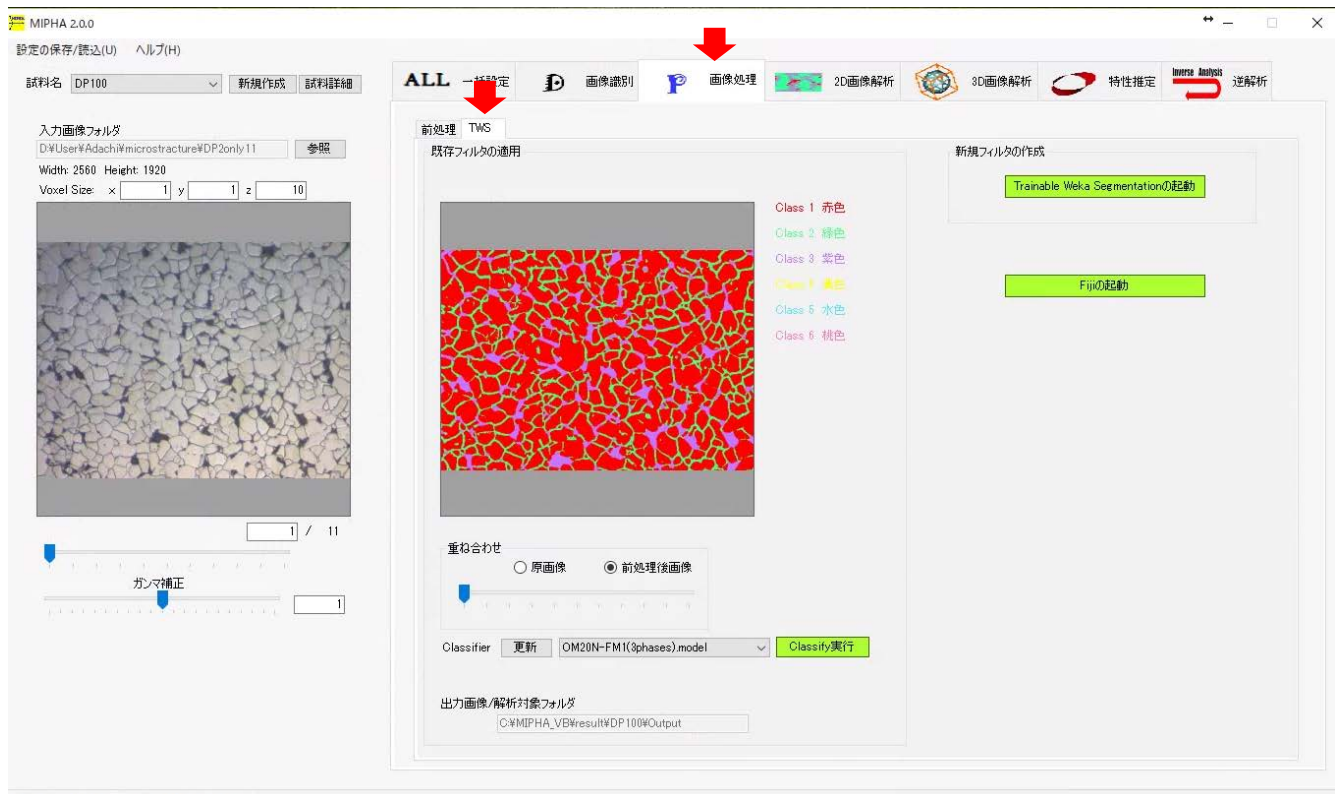 MIPHA 2.0.0
設定の保存/読込(U) ヘルプ(H)
試料名 DP100 新規作成 試料詳細
ALL 一括設定 D 画像識別 P 画像処理 2D画像解析 3D画像解析 特性推定 Inverse Analysis 逆解析
入力画像フォルダ
D:¥User¥Adachi¥microstracture¥DP2only11 参照
Width: 2560 Height: 1920
Voxel Size: x 1 y 1 z 10
1 / 11
ガンマ補正
1
前処理 TWS
既存フィルタの適用
Class 1 赤色
Class 2 緑色
Class 3 紫色
Class 4 黄色
Class 5 水色
Class 6 桃色
重ね合わせ
原画像 前処理後画像
Classifier 更新 OM20N-FM1(3phases).model Classify実行
出力画像/解析対象フォルダ
C:¥MIPHA_VB¥result¥DP100¥Output
新規フィルタの作成
Trainable Weka Segmentationの起動
Fijiの起動